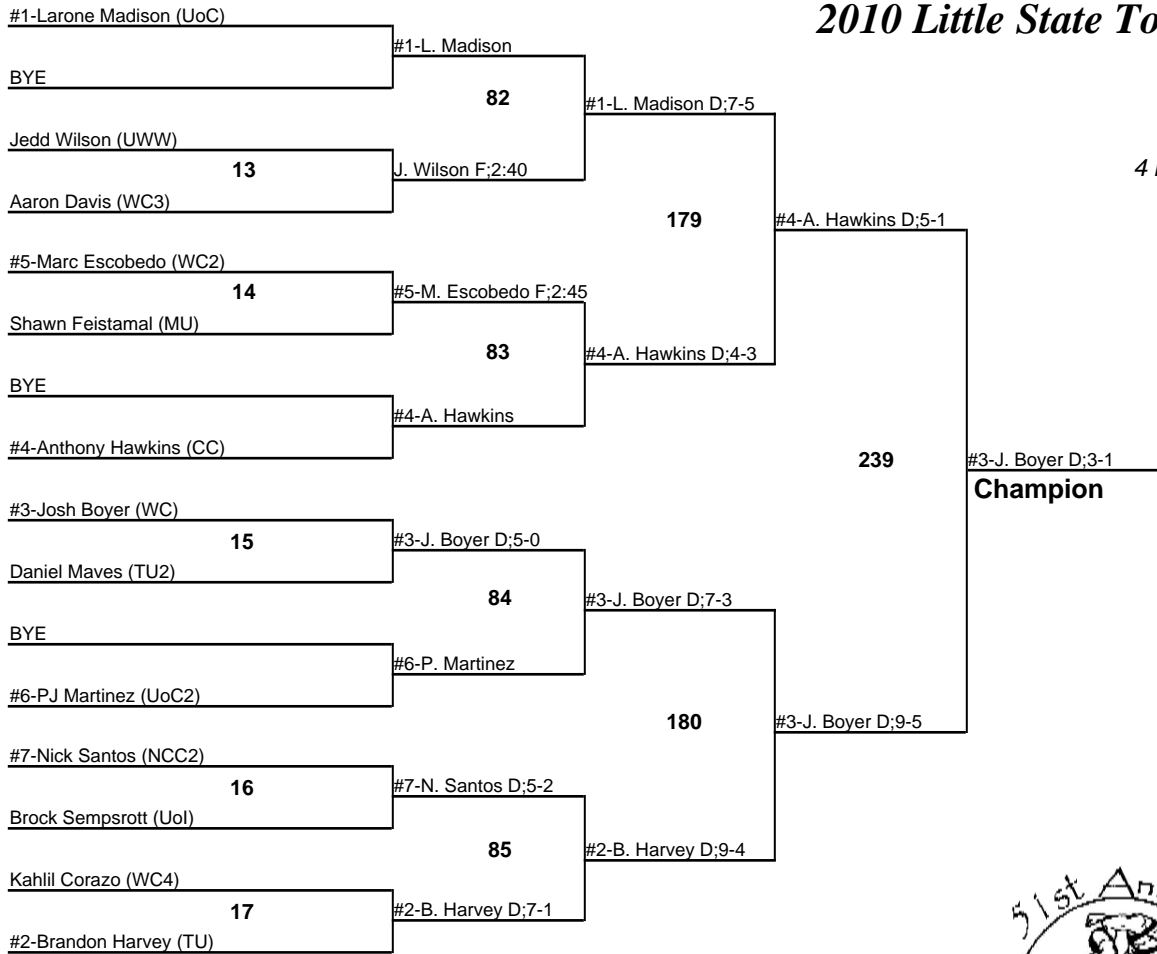 2010 Little State To
#1-Larone Madison (UoC)
#1-L. Madison
BYE
82
#1-L. Madison D;7-5
Jedd Wilson (UWW)
13
J. Wilson F;2:40
4
Aaron Davis (WC3)
179
#4-A. Hawkins D;5-1
#5-Marc Escobedo (WC2)
14
#5-M. Escobedo F;2:45
Shawn Feistamal (MU)
83
#4-A. Hawkins D;4-3
BYE
#4-A. Hawkins
#4-Anthony Hawkins (CC)
239
#3-J. Boyer D;3-1
Champion
#3-Josh Boyer (WC)
15
#3-J. Boyer D;5-0
Daniel Maves (TU2)
84
#3-J. Boyer D;7-3
BYE
#6-P. Martinez
#6-PJ Martinez (UoC2)
180
#3-J. Boyer D;9-5
#7-Nick Santos (NCC2)
16
#7-N. Santos D;5-2
Brock Sempsrott (UoI)
85
#2-B. Harvey D;9-4
Kahlil Corazo (WC4)
17
#2-B. Harvey D;7-1
#2-Brandon Harvey (TU)
51st An